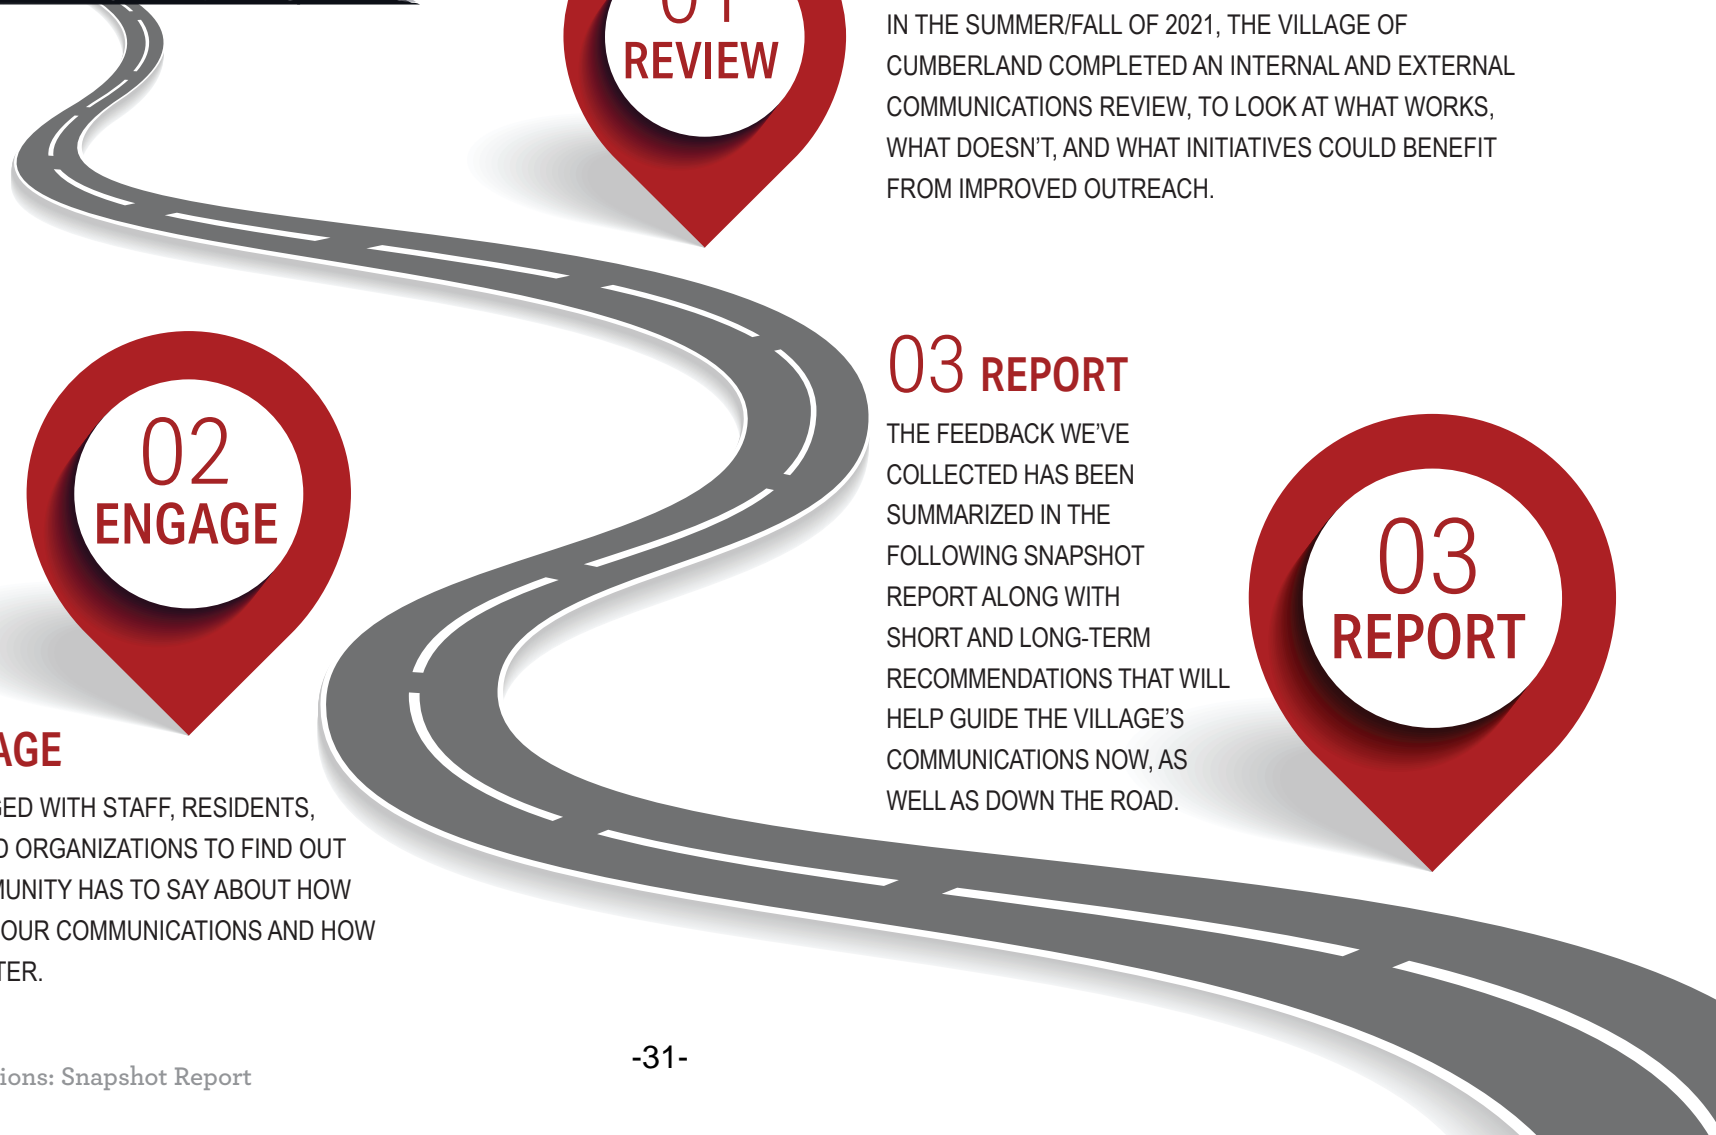 01
REVIEW
IN THE SUMMER/FALL OF 2021, THE VILLAGE OF
CUMBERLAND COMPLETED AN INTERNAL AND EXTERNAL
COMMUNICATIONS REVIEW, TO LOOK AT WHAT WORKS,
WHAT DOESN'T, AND WHAT INITIATIVES COULD BENEFIT
FROM IMPROVED OUTREACH.
02
ENGAGE
AGE
GED WITH STAFF, RESIDENTS,
D ORGANIZATIONS TO FIND OUT
MUNITY HAS TO SAY ABOUT HOW
OUR COMMUNICATIONS AND HOW
TER.
03 REPORT
THE FEEDBACK WE'VE
COLLECTED HAS BEEN
SUMMARIZED IN THE
FOLLOWING SNAPSHOT
REPORT ALONG WITH
SHORT AND LONG-TERM
RECOMMENDATIONS THAT WILL
HELP GUIDE THE VILLAGE'S
COMMUNICATIONS NOW, AS
WELL AS DOWN THE ROAD.
03
REPORT
-31-
ions: Snapshot Report